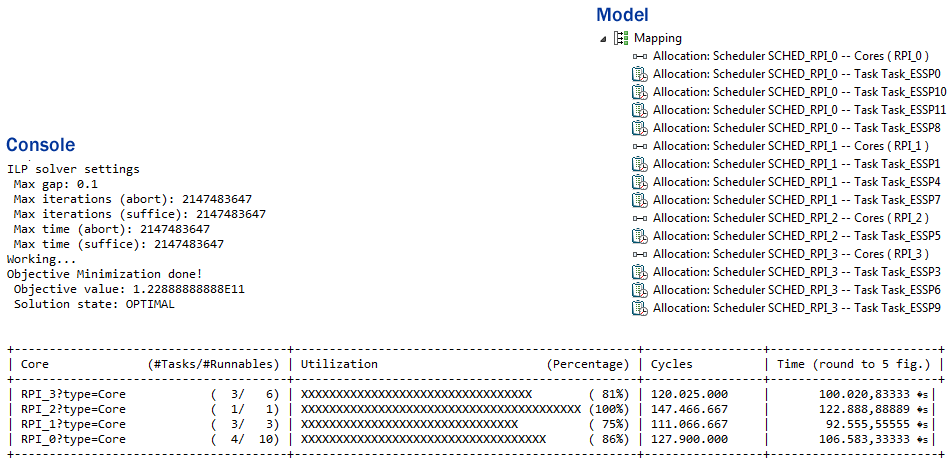 Model
Mapping
Allocation: Scheduler SCHED_RPI_0 -- Cores ( RPI_0 )
Allocation: Scheduler SCHED_RPI_0 -- Task Task_ESSP0
Allocation: Scheduler SCHED_RPI_0 -- Task Task_ESSP10
Allocation: Scheduler SCHED_RPI_0 -- Task Task_ESSP11
Allocation: Scheduler SCHED_RPI_0 -- Task Task_ESSP8
Allocation: Scheduler SCHED_RPI_1 -- Cores ( RPI_1 )
Allocation: Scheduler SCHED_RPI_1 -- Task Task_ESSP1
Allocation: Scheduler SCHED_RPI_1 -- Task Task_ESSP4
Allocation: Scheduler SCHED_RPI_1 -- Task Task_ESSP7
Allocation: Scheduler SCHED_RPI_2 -- Cores ( RPI_2 )
Allocation: Scheduler SCHED_RPI_2 -- Task Task_ESSP5
Allocation: Scheduler SCHED_RPI_3 -- Cores ( RPI_3 )
Allocation: Scheduler SCHED_RPI_3 -- Task Task_ESSP3
Allocation: Scheduler SCHED_RPI_3 -- Task Task_ESSP6
Allocation: Scheduler SCHED_RPI_3 -- Task Task_ESSP9
Console
ILP solver settings
Max gap: 0.1
Max iterations (abort): 2147483647
Max iterations (suffice): 2147483647
Max time (abort): 2147483647
Max time (suffice): 2147483647
Working...
Objective Minimization done!
Objective value: 1.22888888888E11
Solution state: OPTIMAL
| Core (#Tasks/#Runnables) | Utilization (Percentage) | Cycles | Time (round to 5 fig.) |
| RPI_3?type=Core ( 3/ 6) | XXXXXXXXXXXXXXXXXXXXXXXXXXXXXXXXX ( 81%) | 120.025.000 | 100.020,83333 �s|
| RPI_2?type=Core ( 1/ 1) | XXXXXXXXXXXXXXXXXXXXXXXXXXXXXXXXXXXXXXXX (100%) | 147.466.667 | 122.888,88889 �s|
| RPI_1?type=Core ( 3/ 3) | XXXXXXXXXXXXXXXXXXXXXXXXXXXXXXX ( 75%) | 111.066.667 | 92.555,55555 �s|
| RPI_0?type=Core ( 4/ 10) | XXXXXXXXXXXXXXXXXXXXXXXXXXXXXXXXXXX ( 86%) | 127.900.000 | 106.583,33333 �s|